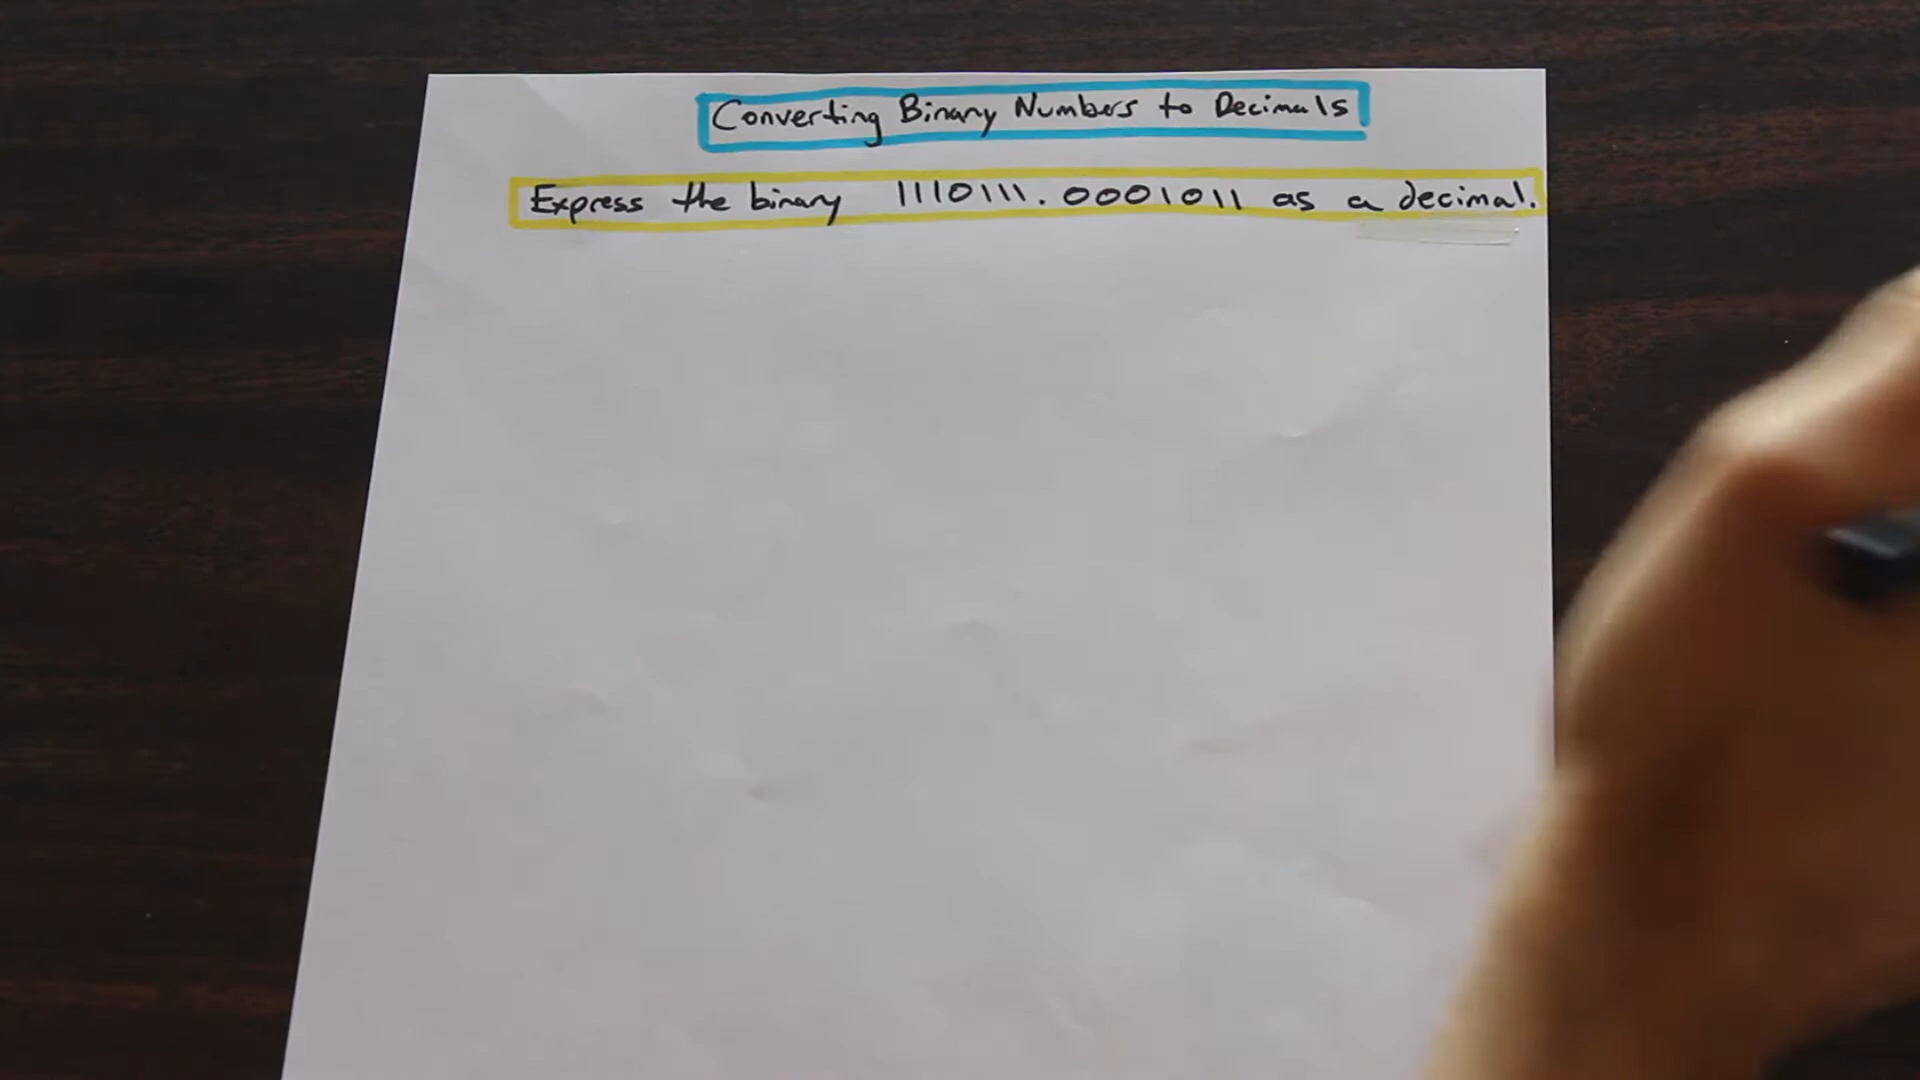 Converting Binary Numbers to Decimals
Express the binary 1110111.0001011 as a decimal.